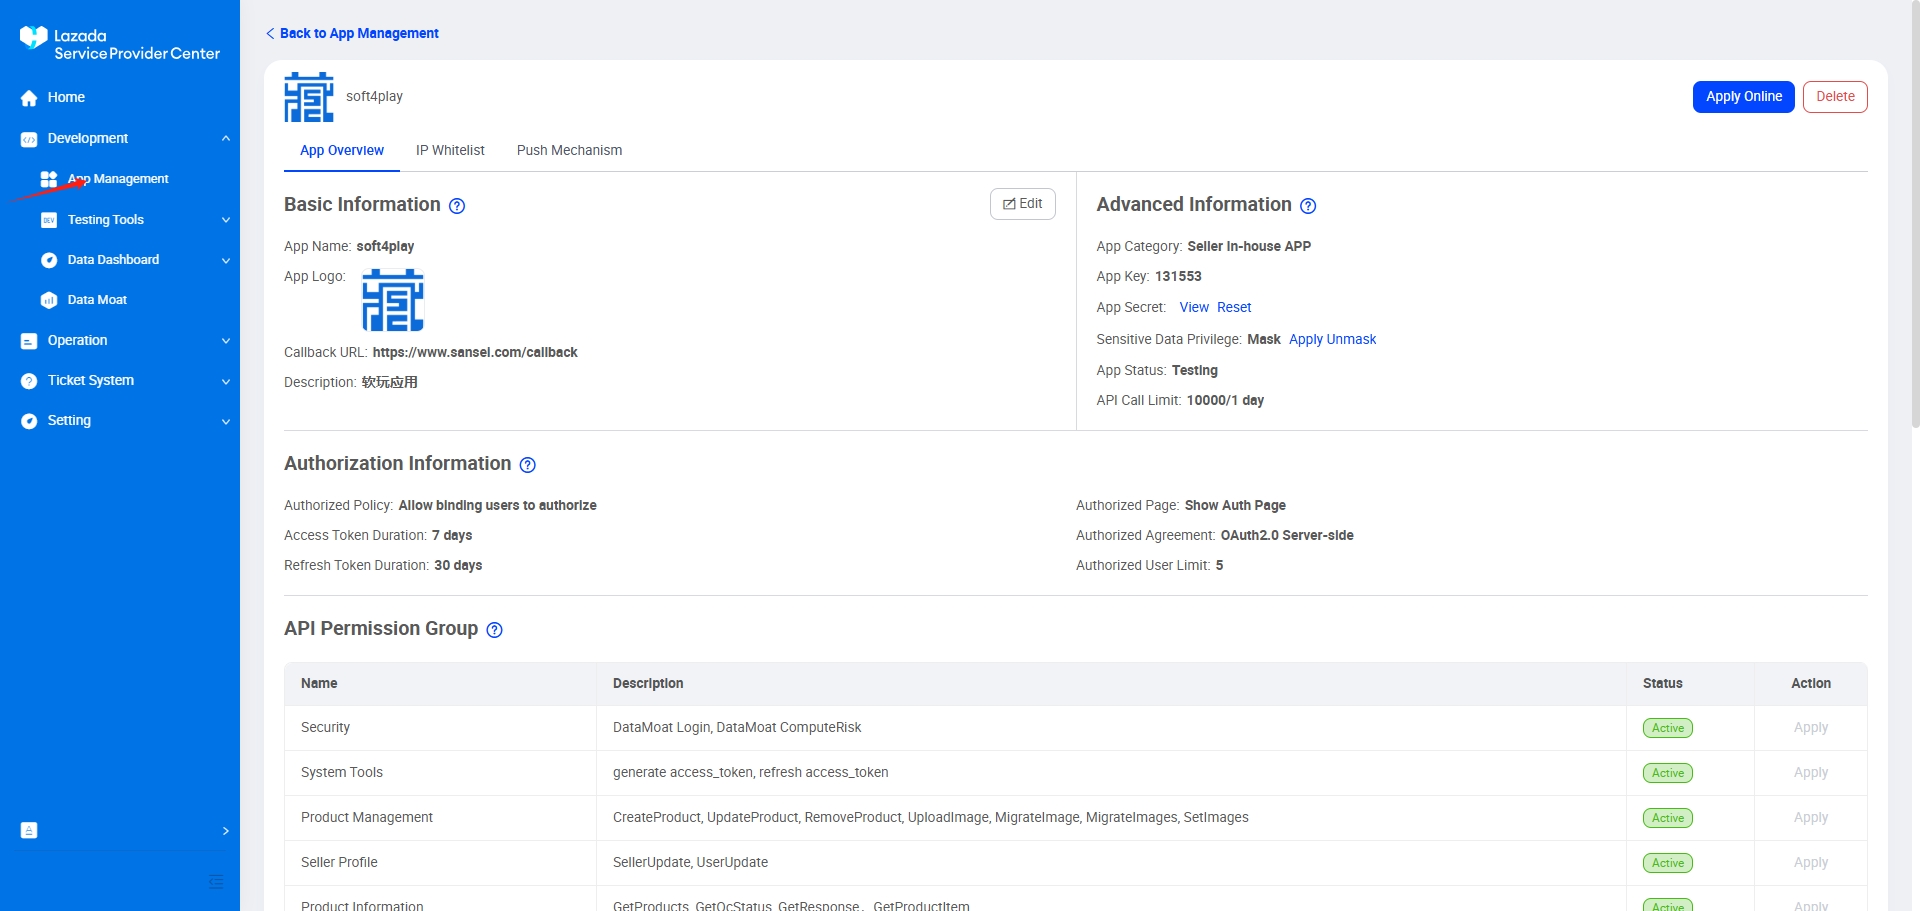 Lazada
Service Provider Center
Home
Development
App Management
Testing Tools
Data Dashboard
Data Moat
Operation
Ticket System
Setting
Back to App Management
soft4play
Apply Online
Delete
App Overview
IP Whitelist
Push Mechanism
Basic Information
Edit
App Name: soft4play
App Logo:
Callback URL: https://www.sansel.com/callback
Description: 软玩应用
Advanced Information
App Category: Seller In-house APP
App Key: 131553
App Secret: View Reset
Sensitive Data Privilege: Mask Apply Unmask
App Status: Testing
API Call Limit: 10000/1 day
Authorization Information
Authorized Policy: Allow binding users to authorize
Access Token Duration: 7 days
Refresh Token Duration: 30 days
Authorized Page: Show Auth Page
Authorized Agreement: OAuth2.0 Server-side
Authorized User Limit: 5
API Permission Group
Name Description Status Action
Security DataMoat Login, DataMoat ComputeRisk Active Apply
System Tools generate access_token, refresh access_token Active Apply
Product Management CreateProduct, UpdateProduct, RemoveProduct, UploadImage, MigrateImage, MigrateImages, SetImages Active Apply
Seller Profile SellerUpdate, UserUpdate Active Apply
Product Information GetProducts, GetQcStatus, GetResponse, GetProductItem Active Apply